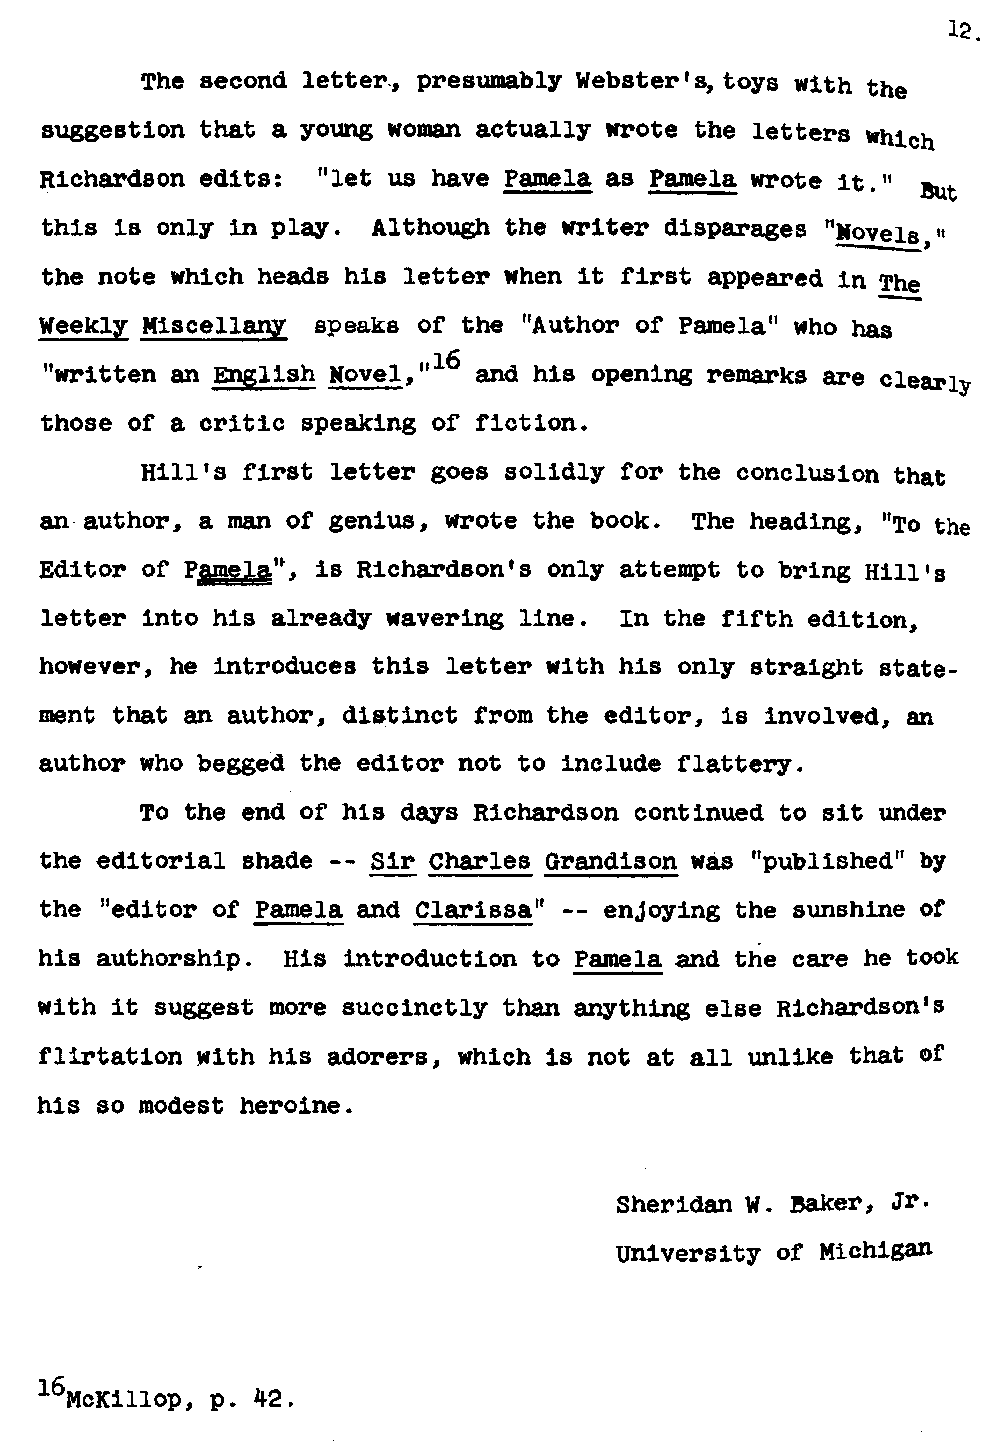 12.
The second letter, presumably Webster's, toys with the
suggestion that a young woman actually wrote the letters which
Richardson edits: "let us have Pamela as Pamela wrote it." But
this is only in play. Although the writer disparages "Novels,"
the note which heads his letter when it first appeared in The
Weekly Miscellany speaks of the "Author of Pamela" who has
"written an English Novel,"16 and his opening remarks are clearly
those of a critic speaking of fiction.
Hill's first letter goes solidly for the conclusion that
an author, a man of genius, wrote the book. The heading, "To the
Editor of Pamela", is Richardson's only attempt to bring Hill's
letter into his already wavering line. In the fifth edition,
however, he introduces this letter with his only straight state-
ment that an author, distinct from the editor, is involved, an
author who begged the editor not to include flattery.
To the end of his days Richardson continued to sit under
the editorial shade -- Sir Charles Grandison was "published" by
the "editor of Pamela and Clarissa" -- enjoying the sunshine of
his authorship. His introduction to Pamela and the care he took
with it suggest more succinctly than anything else Richardson's
flirtation with his adorers, which is not at all unlike that of
his so modest heroine.
Sheridan W. Baker, Jr.
University of Michigan
16McKillop, p. 42.